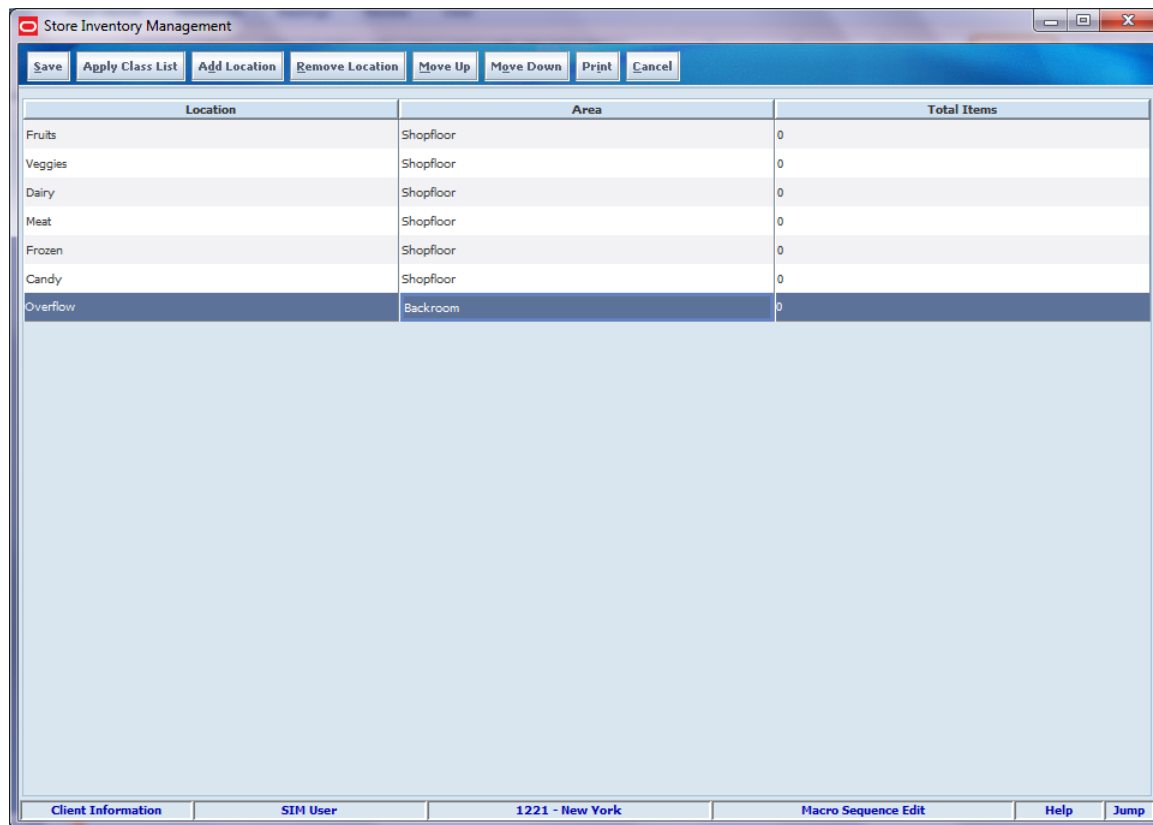 Store Inventory Management
Save Apply Class List Add Location Remove Location Move Up Move Down Print Cancel
Location Area Total Items
Fruits Shopfloor 0
Veggies Shopfloor 0
Dairy Shopfloor 0
Meat Shopfloor 0
Frozen Shopfloor 0
Candy Shopfloor 0
Overflow Backroom 0
Client Information SIM User 1221 - New York Macro Sequence Edit Help Jump